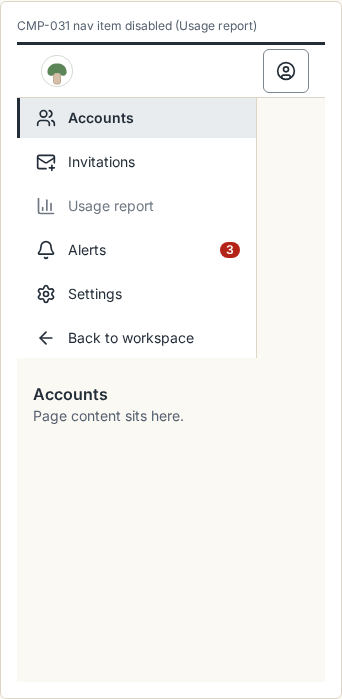 CMP-031 nav item disabled (Usage report)
Accounts
Invitations
Usage report
Alerts 3
Settings
Back to workspace
Accounts
Page content sits here.